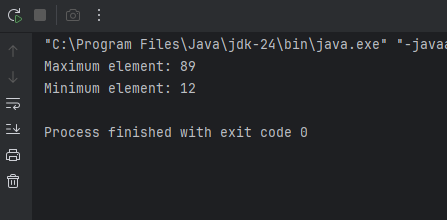 "C:\Program Files\Java\jdk-24\bin\java.exe" "-javaa
Maximum element: 89
Minimum element: 12
Process finished with exit code 0